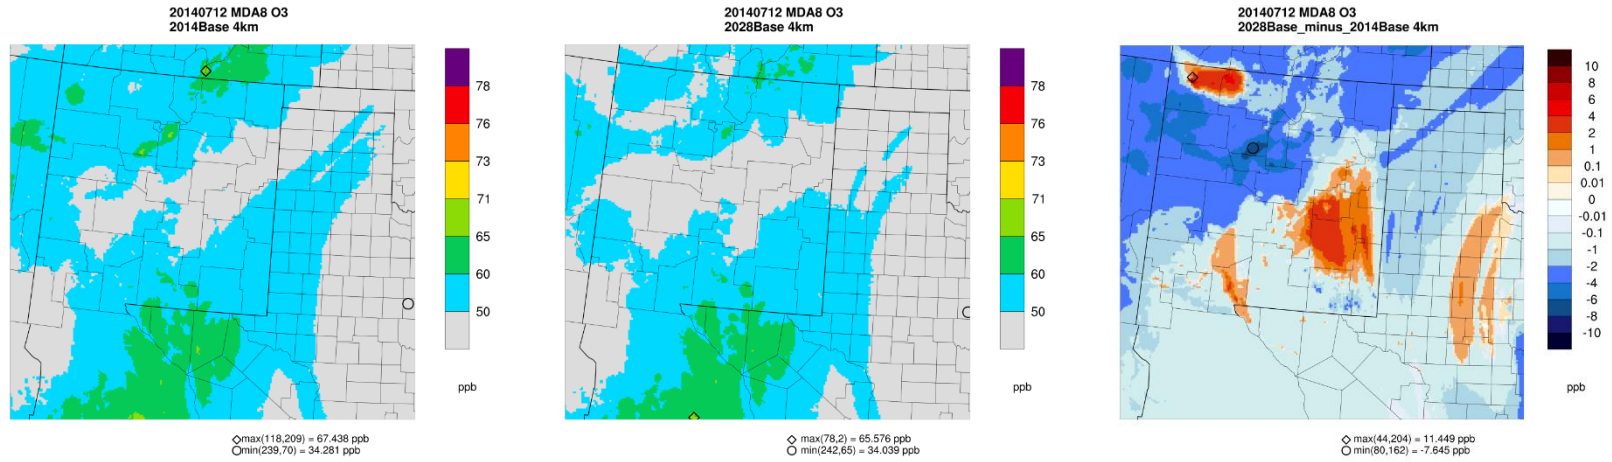 20140712 MDA8 O3
2014Base 4km
78
76
73
71
65
60
50
ppb
max(118,209) = 67.438 ppb
min(239,70) = 34.281 ppb
20140712 MDA8 O3
2028Base 4km
78
76
73
71
65
60
50
ppb
max(78,2) = 65.576 ppb
min(242,65) = 34.039 ppb
20140712 MDA8 O3
2028Base_minus_2014Base 4km
10
8
6
4
2
1
0.1
0.01
0
-0.01
-0.1
-1
-2
-4
-6
-8
-10
ppb
max(44,204) = 11.449 ppb
min(80,162) = -7.645 ppb